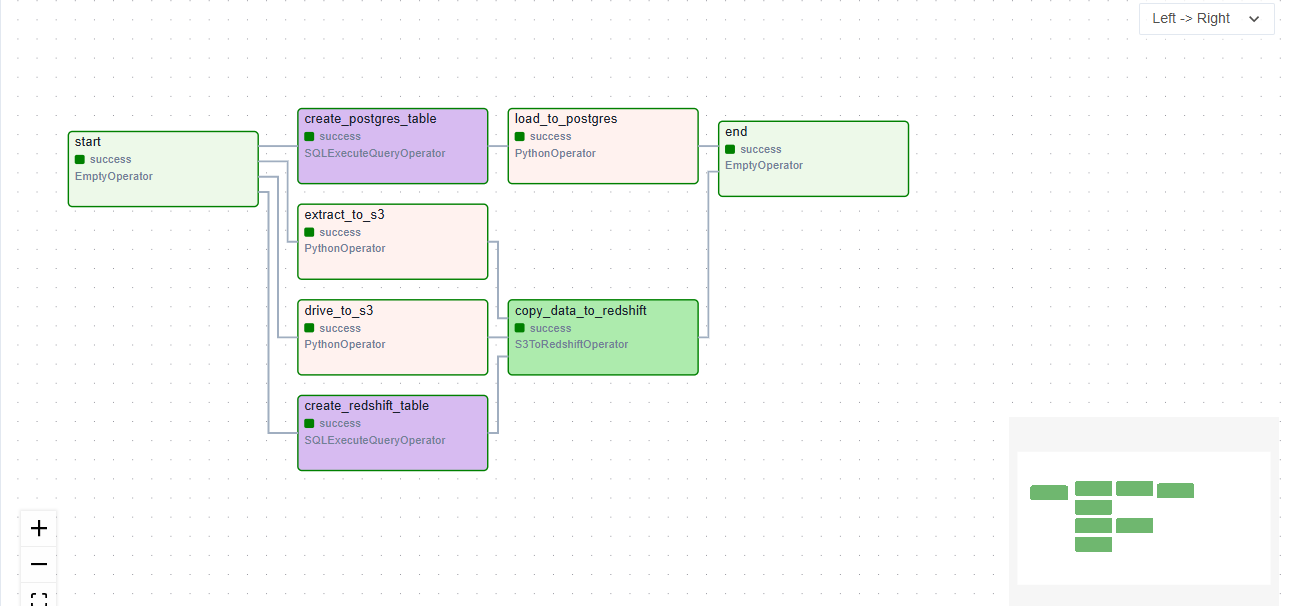 Left -> Right
create_postgres_table
success
SQLExecuteQueryOperator
load_to_postgres
success
PythonOperator
end
success
EmptyOperator
start
success
EmptyOperator
extract_to_s3
success
PythonOperator
drive_to_s3
success
PythonOperator
copy_data_to_redshift
success
S3ToRedshiftOperator
create_redshift_table
success
SQLExecuteQueryOperator